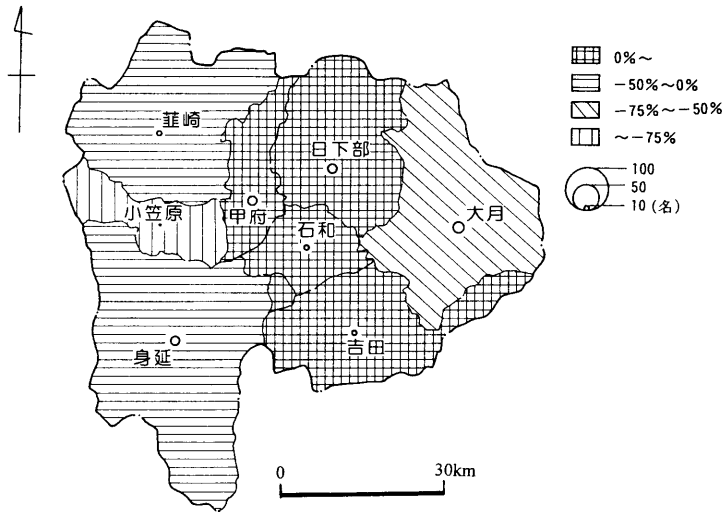 0%～
－50%～0%
－75%～－50%
～－75%
100
50
10(名)
韮崎
日下部
小笠原
甲府
石和
大月
身延
吉田
0
30km